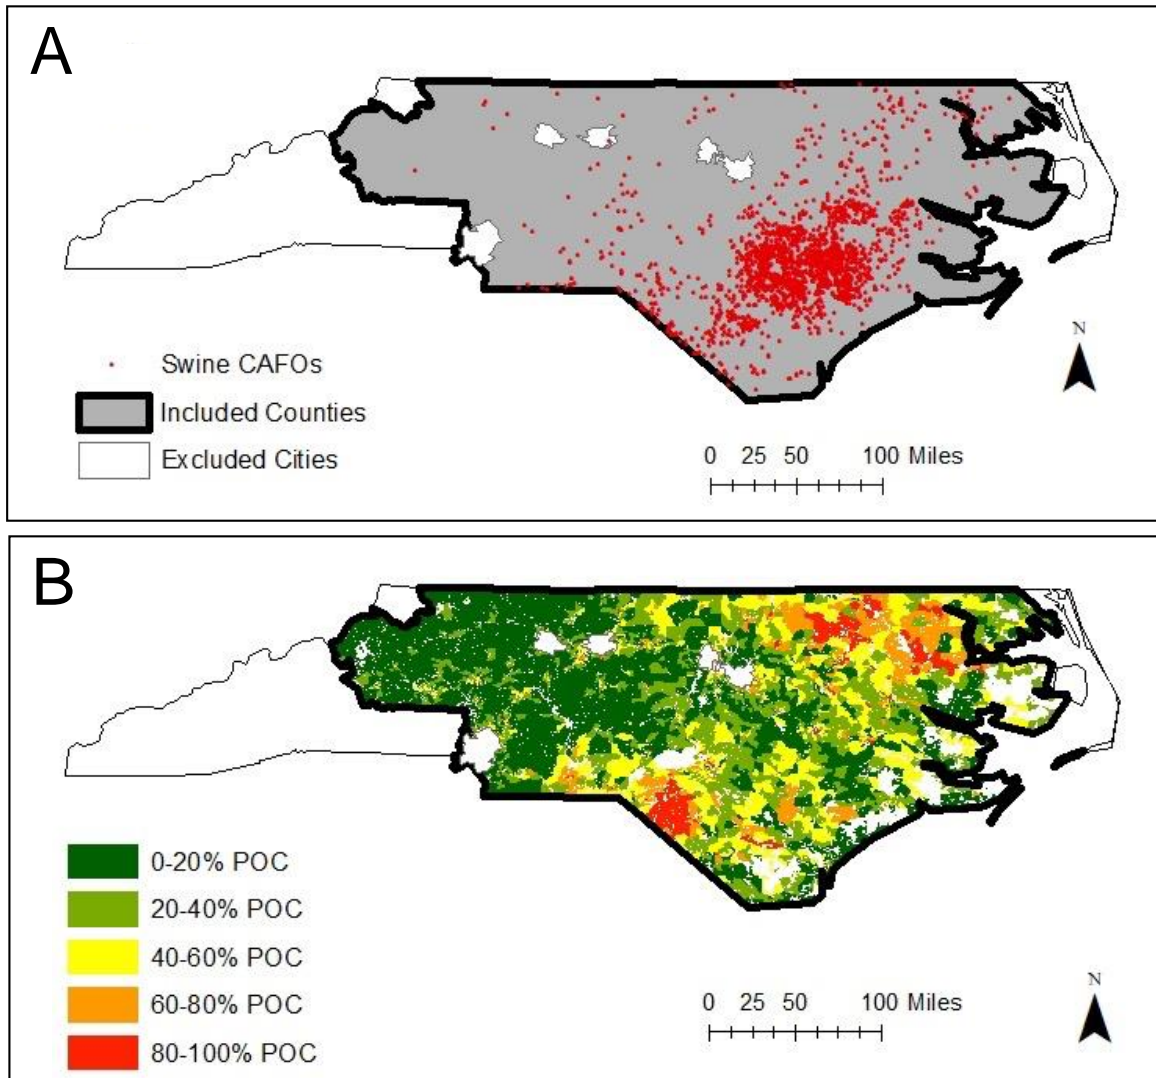 A
Swine CAFOs
Included Counties
Excluded Cities
N
0 25 50 100 Miles
B
0-20% POC
20-40% POC
40-60% POC
60-80% POC
80-100% POC
N
0 25 50 100 Miles